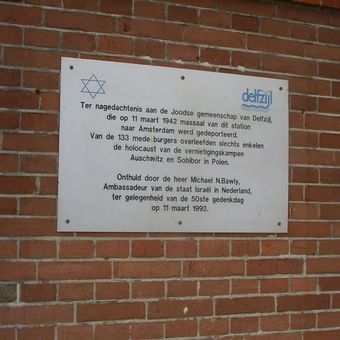 delfzijl
Ter nagedachtenis aan de Joodse gemeenschap van Delfzijl,
die op 11 maart 1942 massaal van dit station
naar Amsterdam werd gedeporteerd.
Van de 133 mede burgers overleefden slechts enkelen
de holocaust van de vernietigingskampen
Auschwitz en Sobibor in Polen.
Onthuld door de heer Michael N.Bawly,
Ambassadeur van de staat Israël in Nederland,
ter gelegenheid van de 50ste gedenkdag
op 11 maart 1992.